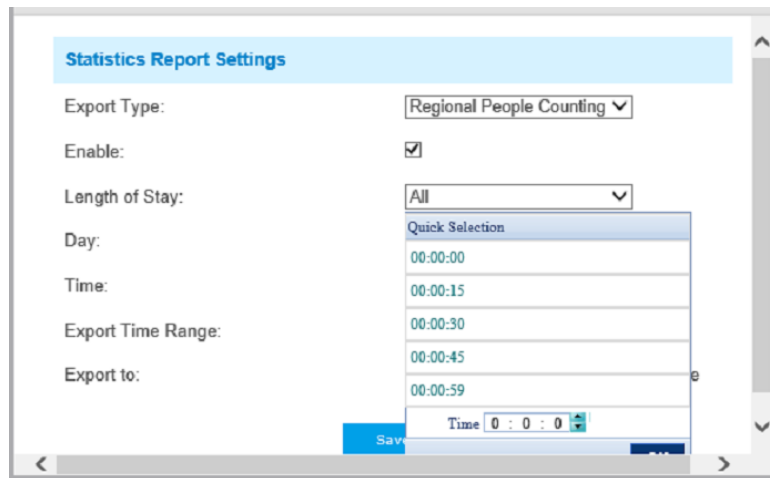 Statistics Report Settings
Export Type: Regional People Counting
Enable:
Length of Stay: All
Quick Selection
Day:
00:00:00
00:00:15
Time:
00:00:30
Export Time Range:
00:00:45
Export to:
00:00:59
Time 0 : 0 : 0